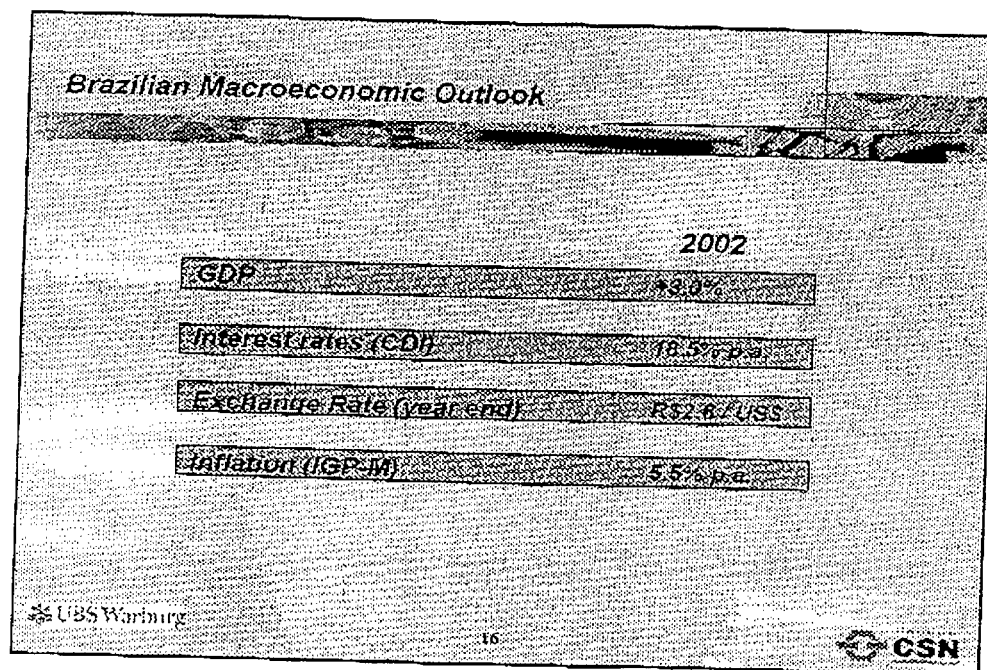 Brazilian Macroeconomic Outlook
2002
GDP +3.0%
Interest rates (CDI) 18.5% p.a.
Exchange Rate (year end) R$2.6 / US$
Inflation (IGP-M) 5.5% p.a.
UBS Warburg
16
CSN